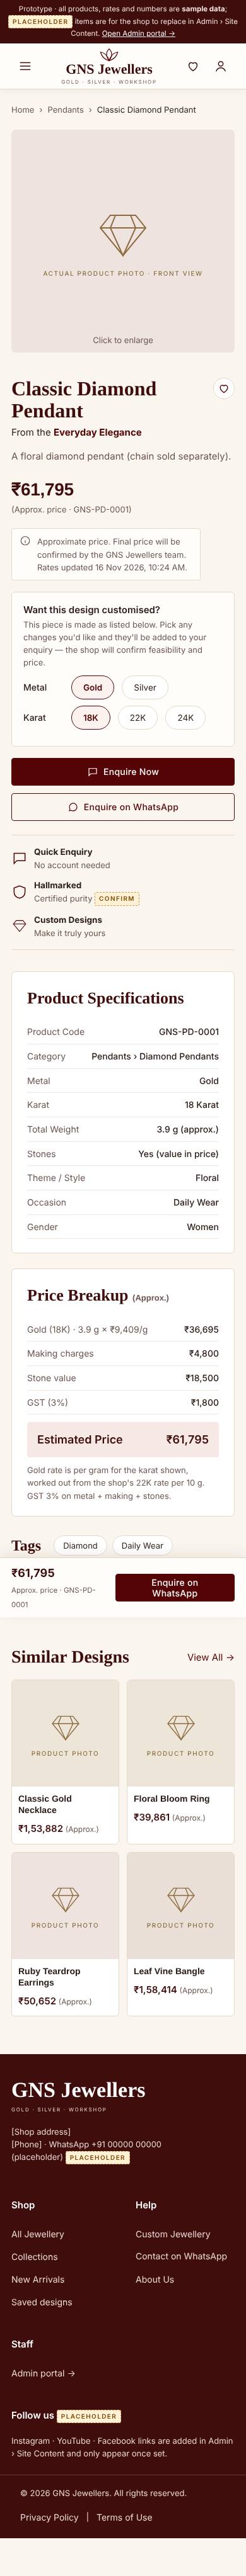 Prototype · all products, rates and numbers are sample data;
PLACEHOLDER items are for the shop to replace in Admin › Site
Content. Open Admin portal →
GNS Jewellers
GOLD · SILVER · WORKSHOP
Home › Pendants › Classic Diamond Pendant
ACTUAL PRODUCT PHOTO · FRONT VIEW
Click to enlarge
Classic Diamond
Pendant
From the Everyday Elegance
A floral diamond pendant (chain sold separately).
₹61,795
(Approx. price · GNS-PD-0001)
Approximate price. Final price will be
confirmed by the GNS Jewellers team.
Rates updated 16 Nov 2026, 10:24 AM.
Want this design customised?
This piece is made as listed below. Pick any
changes you'd like and they'll be added to your
enquiry — the shop will confirm feasibility and
price.
Metal Gold Silver
Karat 18K 22K 24K
Enquire Now
Enquire on WhatsApp
Quick Enquiry
No account needed
Hallmarked
Certified purity CONFIRM
Custom Designs
Make it truly yours
Product Specifications
Product Code GNS-PD-0001
Category Pendants › Diamond Pendants
Metal Gold
Karat 18 Karat
Total Weight 3.9 g (approx.)
Stones Yes (value in price)
Theme / Style Floral
Occasion Daily Wear
Gender Women
Price Breakup (Approx.)
Gold (18K) · 3.9 g × ₹9,409/g ₹36,695
Making charges ₹4,800
Stone value ₹18,500
GST (3%) ₹1,800
Estimated Price ₹61,795
Gold rate is per gram for the karat shown,
worked out from the shop's 22K rate per 10 g.
GST 3% on metal + making + stones.
Tags Diamond Daily Wear
₹61,795
Approx. price · GNS-PD-
0001
Enquire on
WhatsApp
Similar Designs View All →
PRODUCT PHOTO PRODUCT PHOTO
Classic Gold
Necklace
₹1,53,882 (Approx.)
Floral Bloom Ring
₹39,861 (Approx.)
PRODUCT PHOTO PRODUCT PHOTO
Ruby Teardrop
Earrings
₹50,652 (Approx.)
Leaf Vine Bangle
₹1,58,414 (Approx.)
GNS Jewellers
GOLD · SILVER · WORKSHOP
[Shop address]
[Phone] · WhatsApp +91 00000 00000
(placeholder) PLACEHOLDER
Shop
All Jewellery
Collections
New Arrivals
Saved designs
Help
Custom Jewellery
Contact on WhatsApp
About Us
Staff
Admin portal →
Follow us PLACEHOLDER
Instagram · YouTube · Facebook links are added in Admin
› Site Content and only appear once set.
© 2026 GNS Jewellers. All rights reserved.
Privacy Policy | Terms of Use